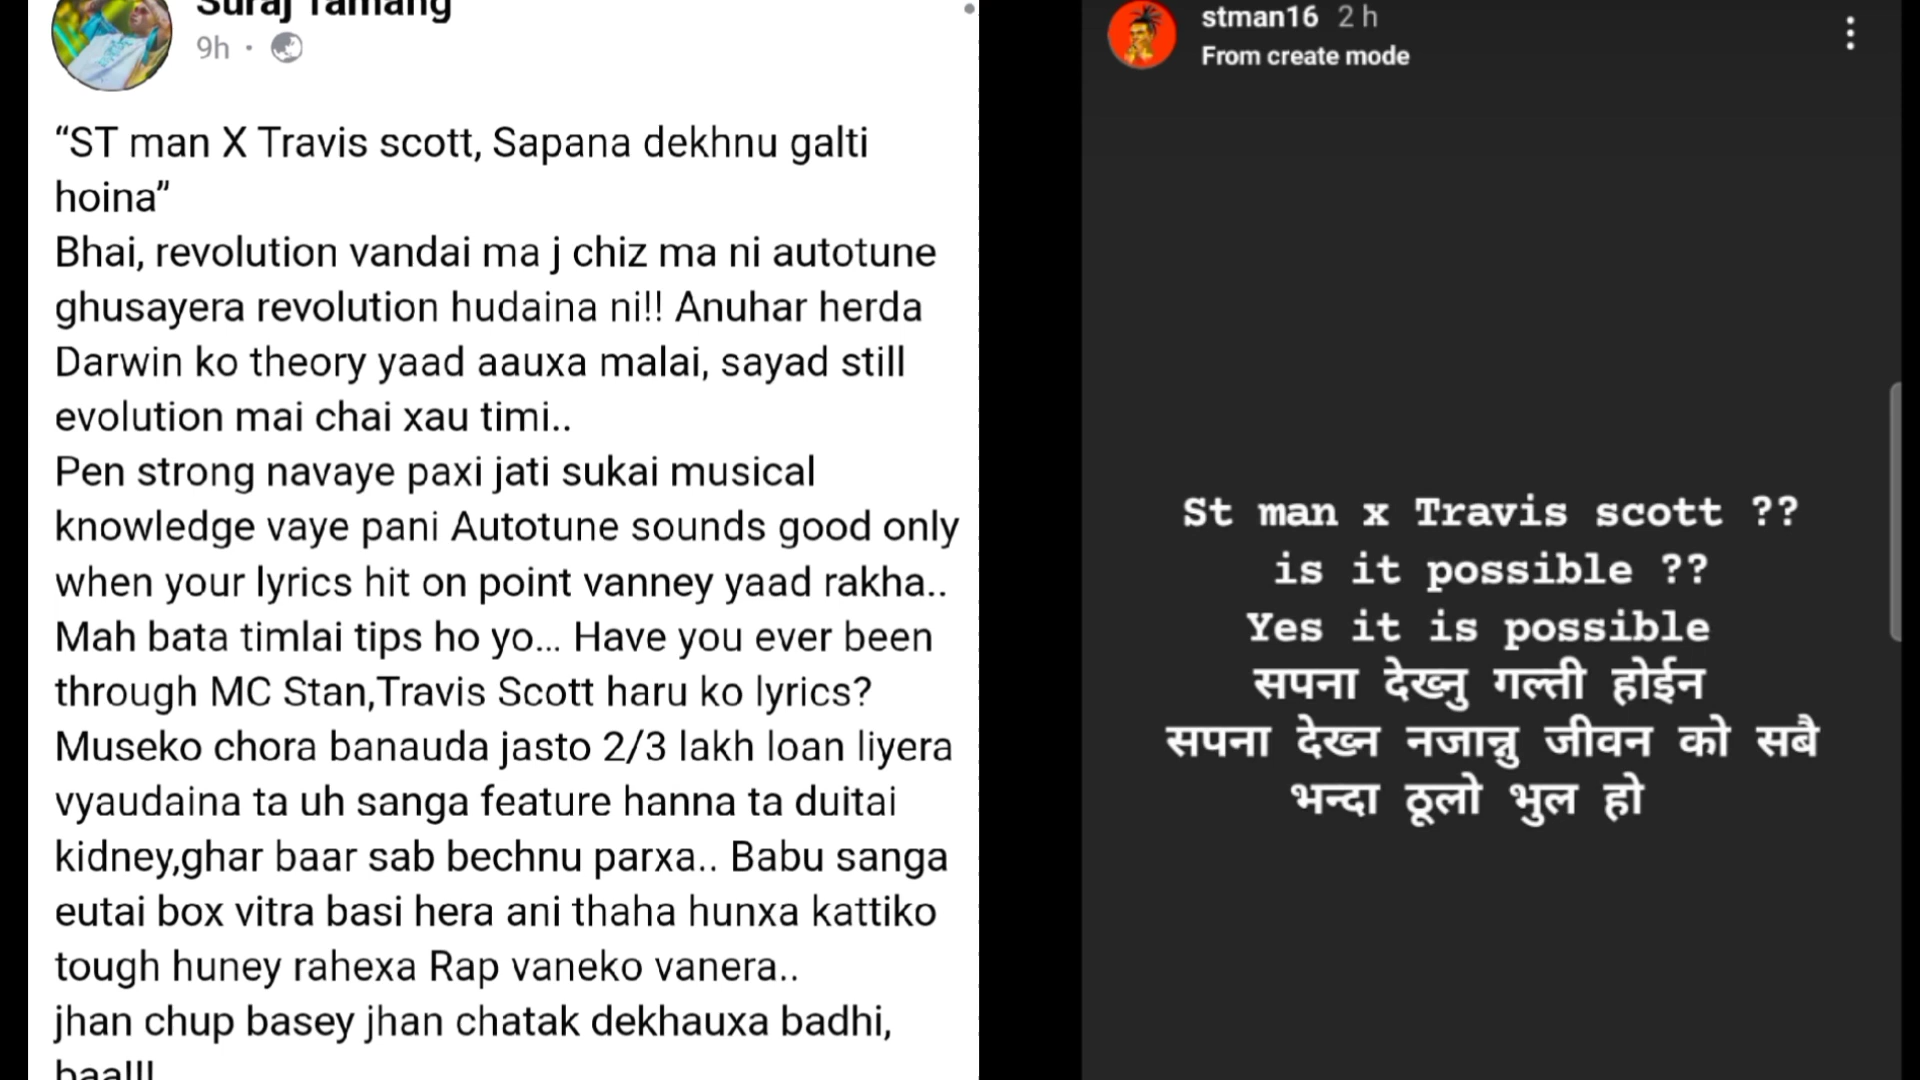 Suraj Tamang
9h
“ST man X Travis scott, Sapana dekhnu galti
hoina”
Bhai, revolution vandai ma j chiz ma ni autotune
ghusayera revolution hudaina ni!! Anuhar herda
Darwin ko theory yaad aauxa malai, sayad still
evolution mai chai xau timi..
Pen strong navaye paxi jati sukai musical
knowledge vaye pani Autotune sounds good only
when your lyrics hit on point vanney yaad rakha..
Mah bata timlai tips ho yo... Have you ever been
through MC Stan,Travis Scott haru ko lyrics?
Museko chora banauda jasto 2/3 lakh loan liyera
vyaudaina ta uh sanga feature hanna ta duitai
kidney,ghar baar sab bechnu parxa.. Babu sanga
eutai box vitra basi hera ani thaha hunxa kattiko
tough huney rahexa Rap vaneko vanera..
jhan chup basey jhan chatak dekhauxa badhi,
baa!!!
stman16 2 h
From create mode
St man x Travis scott ??
is it possible ??
Yes it is possible
सपना देख्नु गल्ती होईन
सपना देख्न नजान्नु जीवन को सबै
भन्दा ठूलो भुल हो